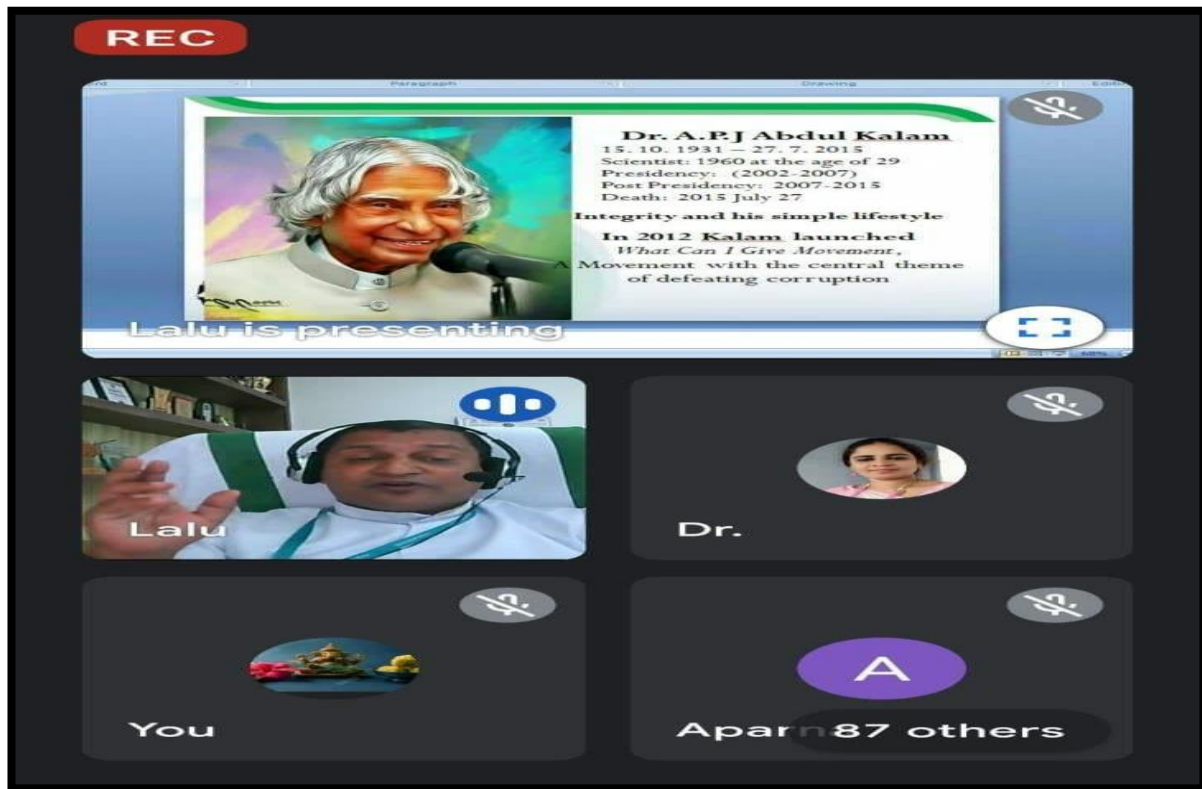 REC
Paragraph
Drawing
Dr. A.P.J Abdul Kalam
15. 10. 1931 – 27. 7. 2015
Scientist: 1960 at the age of 29
Presidency: (2002-2007)
Post Presidency: 2007-2015
Death: 2015 July 27
Integrity and his simple lifestyle
In 2012 Kalam launched
What Can I Give Movement,
A Movement with the central theme
of defeating corruption
Lalu is presenting
Lalu
Dr.
You
87 others